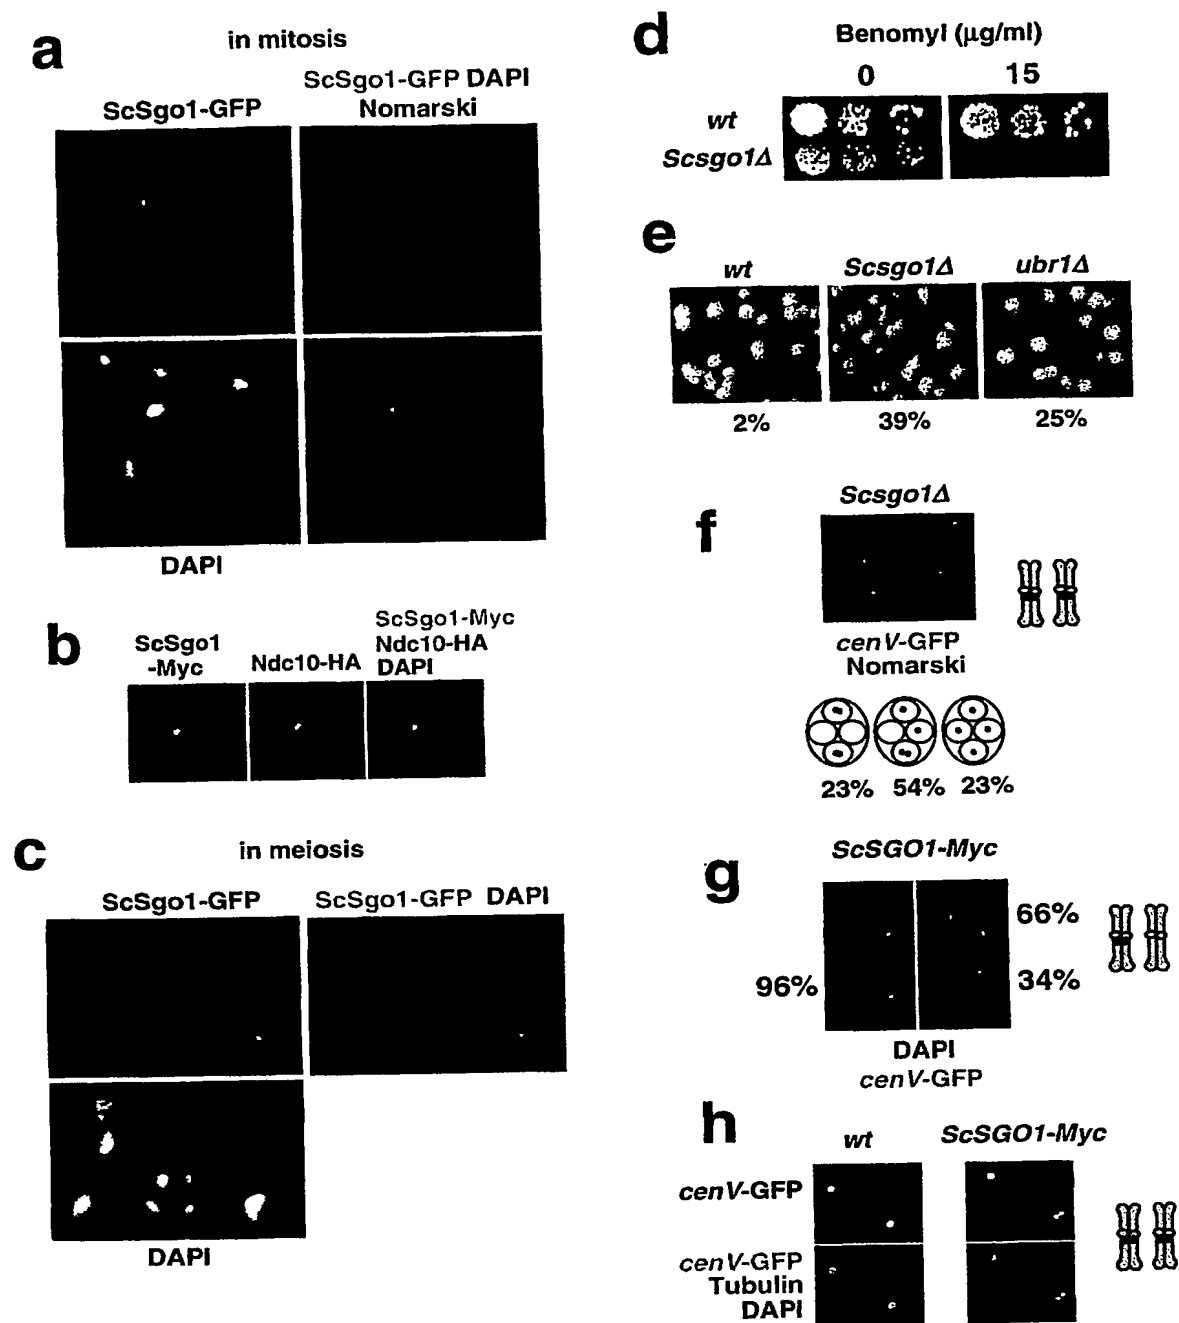 a
in mitosis
ScSgo1-GFP
ScSgo1-GFP DAPI
Nomarski
DAPI
b
ScSgo1
-Myc
Ndc10-HA
ScSgo1-Myc
Ndc10-HA
DAPI
c
in meiosis
ScSgo1-GFP
ScSgo1-GFP DAPI
DAPI
d
Benomyl (μg/ml)
0 15
wt
Scsgo1Δ
e
wt Scsgo1Δ ubr1Δ
2% 39% 25%
f
Scsgo1Δ
cenV-GFP
Nomarski
23% 54% 23%
g
ScSGO1-Myc
66%
96% 34%
DAPI
cenV-GFP
h
wt ScSGO1-Myc
cenV-GFP
cenV-GFP
Tubulin
DAPI